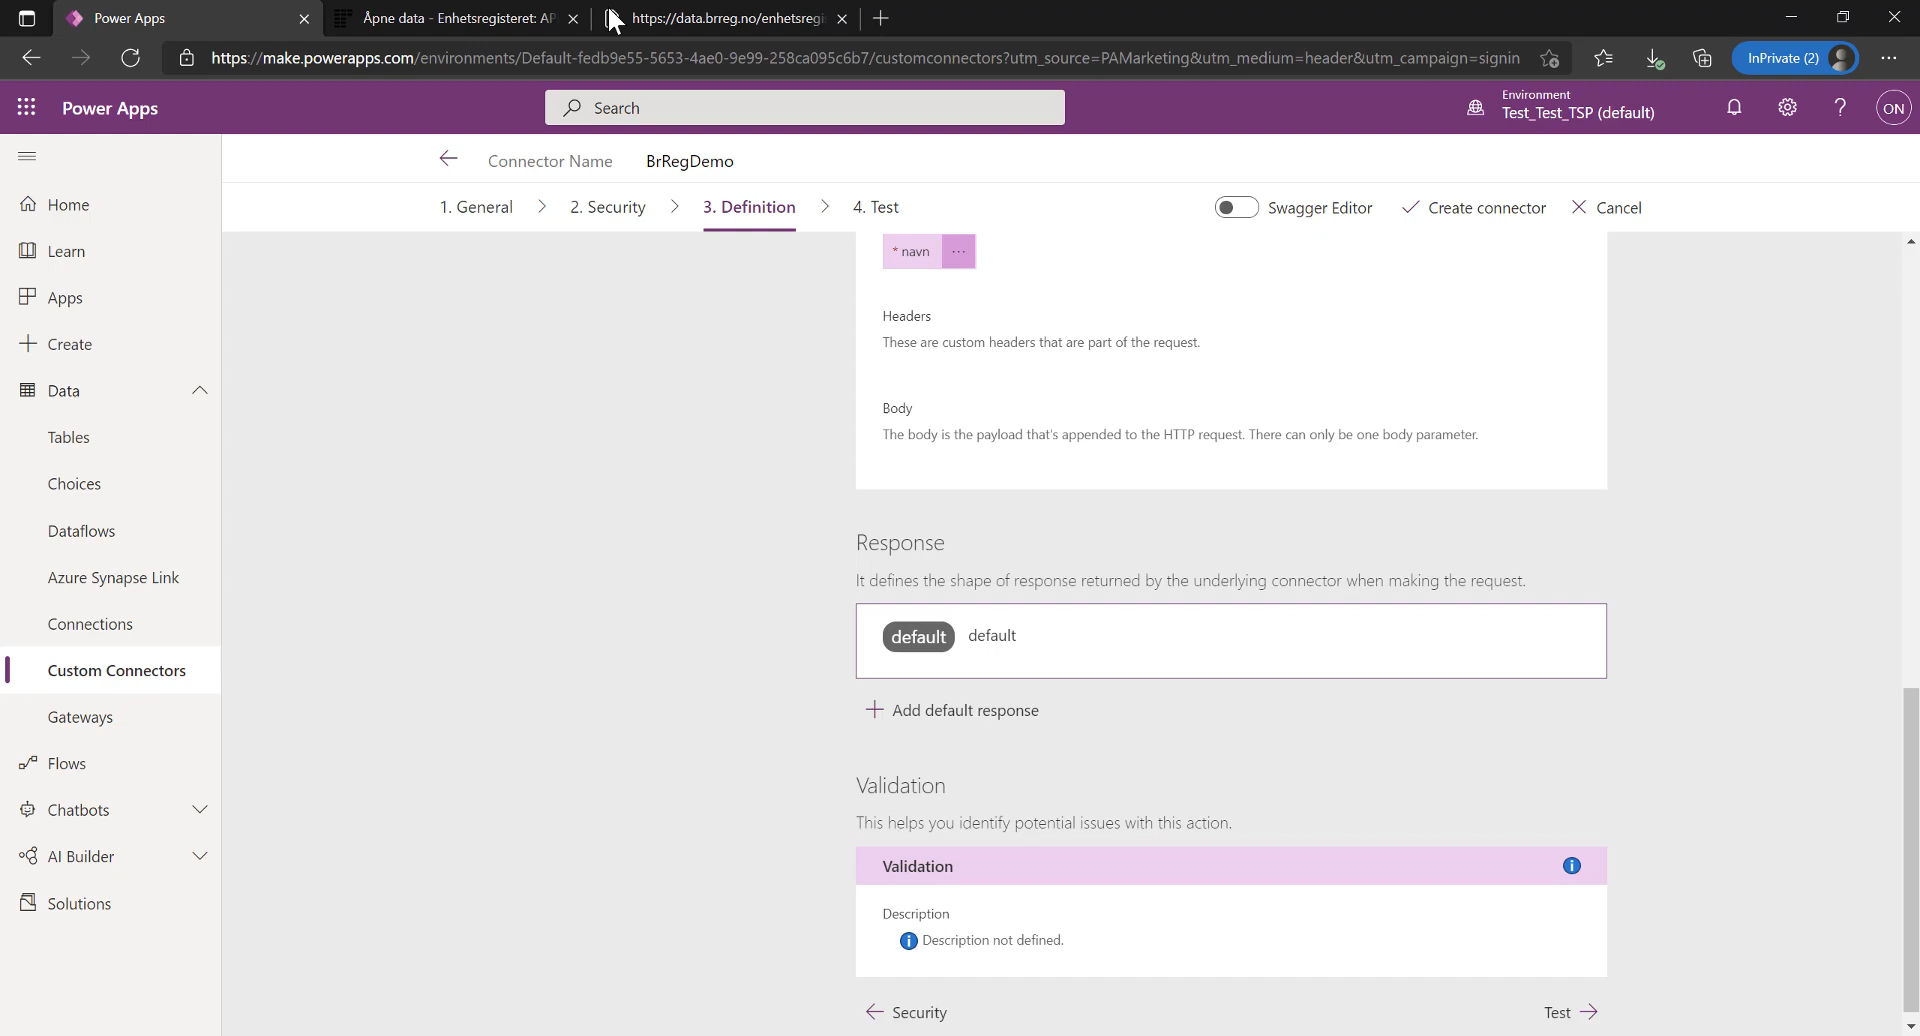 Power Apps
Åpne data - Enhetsregisteret: AP
https://data.brreg.no/enhetsregi
https://make.powerapps.com/environments/Default-fedb9e55-5653-4ae0-9e99-258ca095c6b7/customconnectors?utm_source=PAMarketing&utm_medium=header&utm_campaign=signin
InPrivate (2)
Power Apps
Search
Environment
Test_Test_TSP (default)
?
ON
Connector Name
BrRegDemo
1. General
2. Security
3. Definition
4. Test
Swagger Editor
Create connector
Cancel
Home
Learn
Apps
Create
Data
Tables
Choices
Dataflows
Azure Synapse Link
Connections
Custom Connectors
Gateways
Flows
Chatbots
AI Builder
Solutions
* navn ...
Headers
These are custom headers that are part of the request.
Body
The body is the payload that's appended to the HTTP request. There can only be one body parameter.
Response
It defines the shape of response returned by the underlying connector when making the request.
default default
Add default response
Validation
This helps you identify potential issues with this action.
Validation
Description
Description not defined.
Security
Test